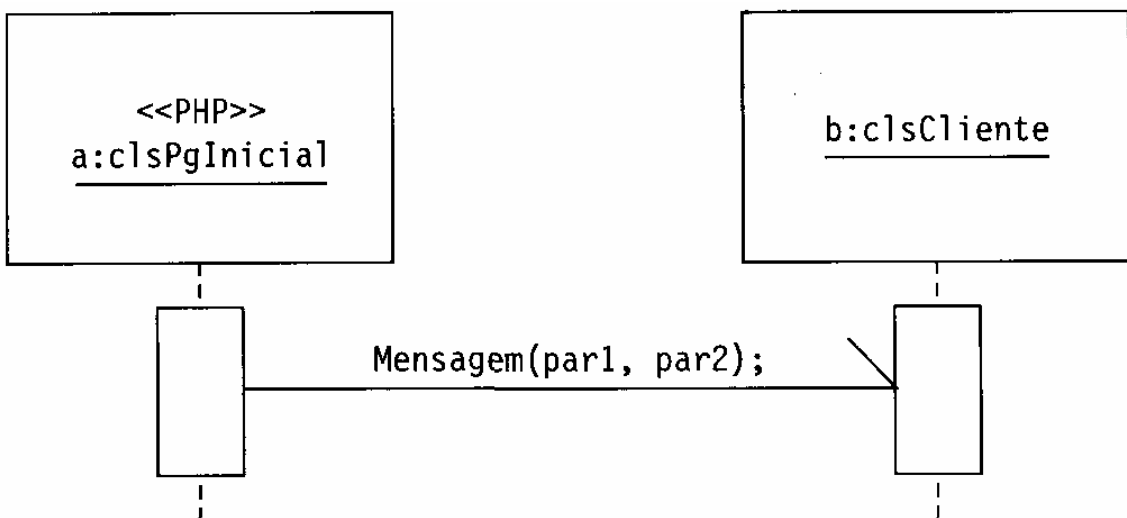 <<PHP>>
a:clsPgInicial
b:clsCliente
Mensagem(par1, par2);